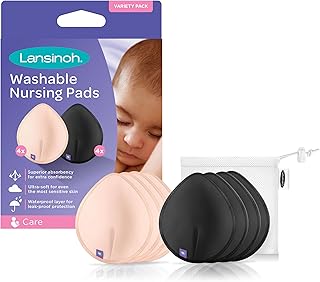 VARIETY PACK
Lansinoh®
Washable
Nursing Pads
4x
4x
Superior absorbency
for extra confidence
Ultra-soft for even
the most sensitive skin
Waterproof layer for
leak-proof protection
Care